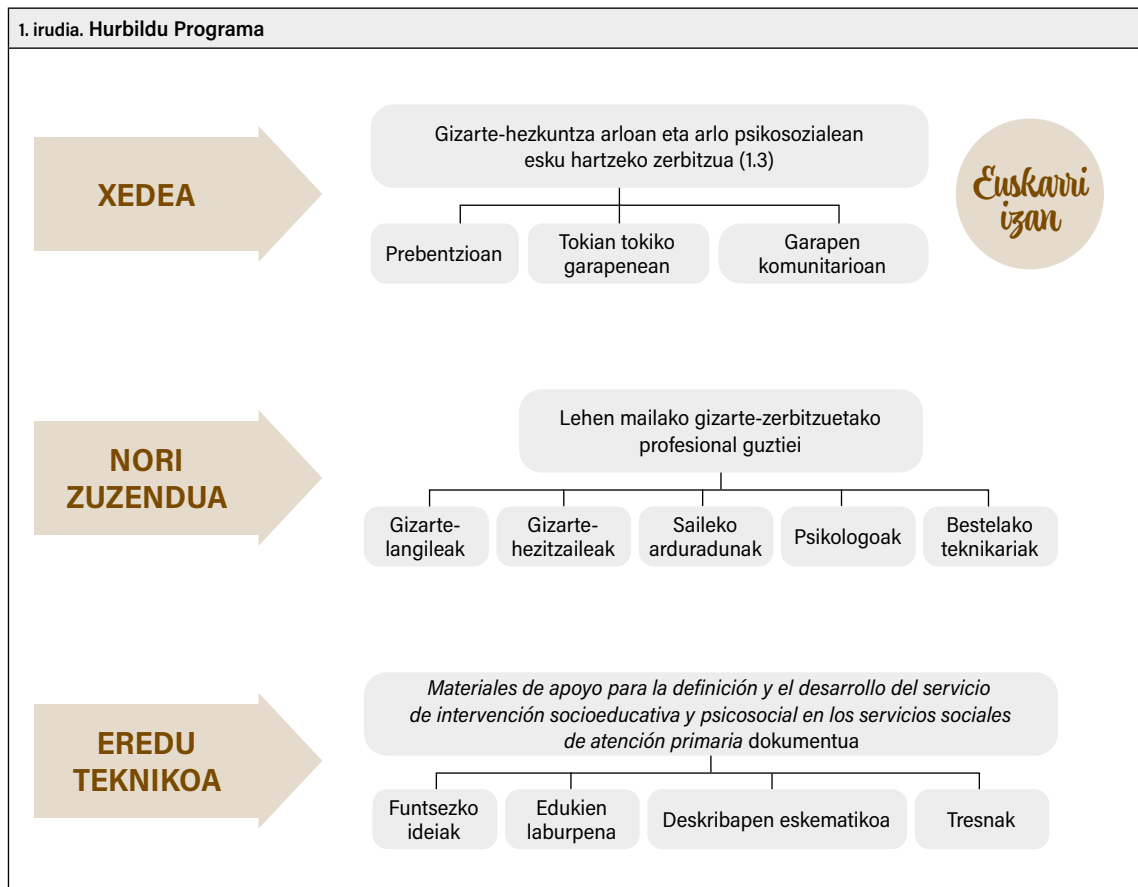 1. irudia. Hurbildu Programa
XEDEA
Gizarte-hezkuntza arloan eta arlo psikosozialean
esku hartzeko zerbitzua (1.3)
Prebentzioan
Tokian tokiko
garapenean
Garapen
komunitarioan
Euskarri
izan
NORI
ZUZENDUA
Lehen mailako gizarte-zerbitzuetako
profesional guztiei
Gizarte-
langileak
Gizarte-
hezitzaileak
Saileko
arduradunak
Psikologoak
Bestelako
teknikariak
EREDU
TEKNIKOA
Materiales de apoyo para la definición y el desarrollo del servicio
de intervención socioeducativa y psicosocial en los servicios sociales
de atención primaria dokumentua
Funtsezko
ideiak
Edukien
laburpena
Deskribapen eskematikoa
Tresnak